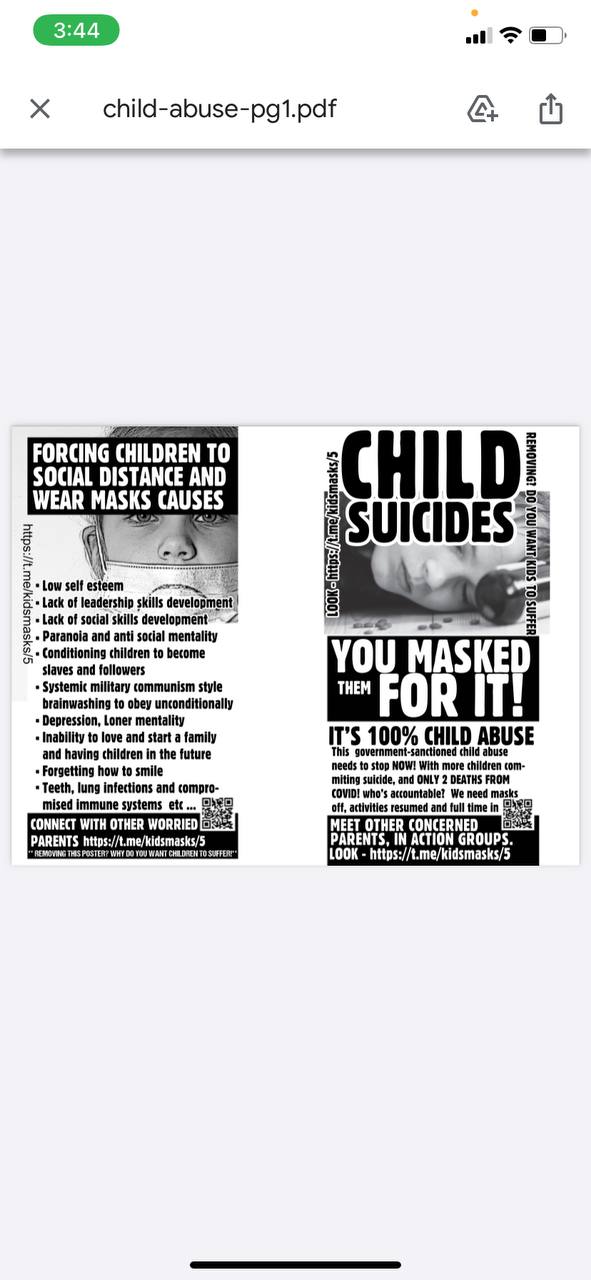 3:44
child-abuse-pg1.pdf
FORCING CHILDREN TO
SOCIAL DISTANCE AND
WEAR MASKS CAUSES
https://t.me/kidsmasks/5
▪ Low self esteem
▪ Lack of leadership skills development
▪ Lack of social skills development
▪ Paranoia and anti social mentality
▪ Conditioning children to become
slaves and followers
▪ Systemic military communism style
brainwashing to obey unconditionally
▪ Depression, Loner mentality
▪ Inability to love and start a family
and having children in the future
▪ Forgetting how to smile
▪ Teeth, lung infections and compro-
mised immune systems etc ...
CONNECT WITH OTHER WORRIED
PARENTS https://t.me/kidsmasks/5
" REMOVING THIS POSTER? WHY DO YOU WANT CHILDREN TO SUFFER!"
LOOK - https://t.me/kidsmasks/5
CHILD
SUICIDES
REMOVING? DO YOU WANT KIDS TO SUFFER
YOU MASKED
THEM FOR IT!
IT'S 100% CHILD ABUSE
This government-sanctioned child abuse
needs to stop NOW! With more children com-
miting suicide, and ONLY 2 DEATHS FROM
COVID! who's accountable? We need masks
off, activities resumed and full time in
MEET OTHER CONCERNED
PARENTS, IN ACTION GROUPS.
LOOK - https://t.me/kidsmasks/5